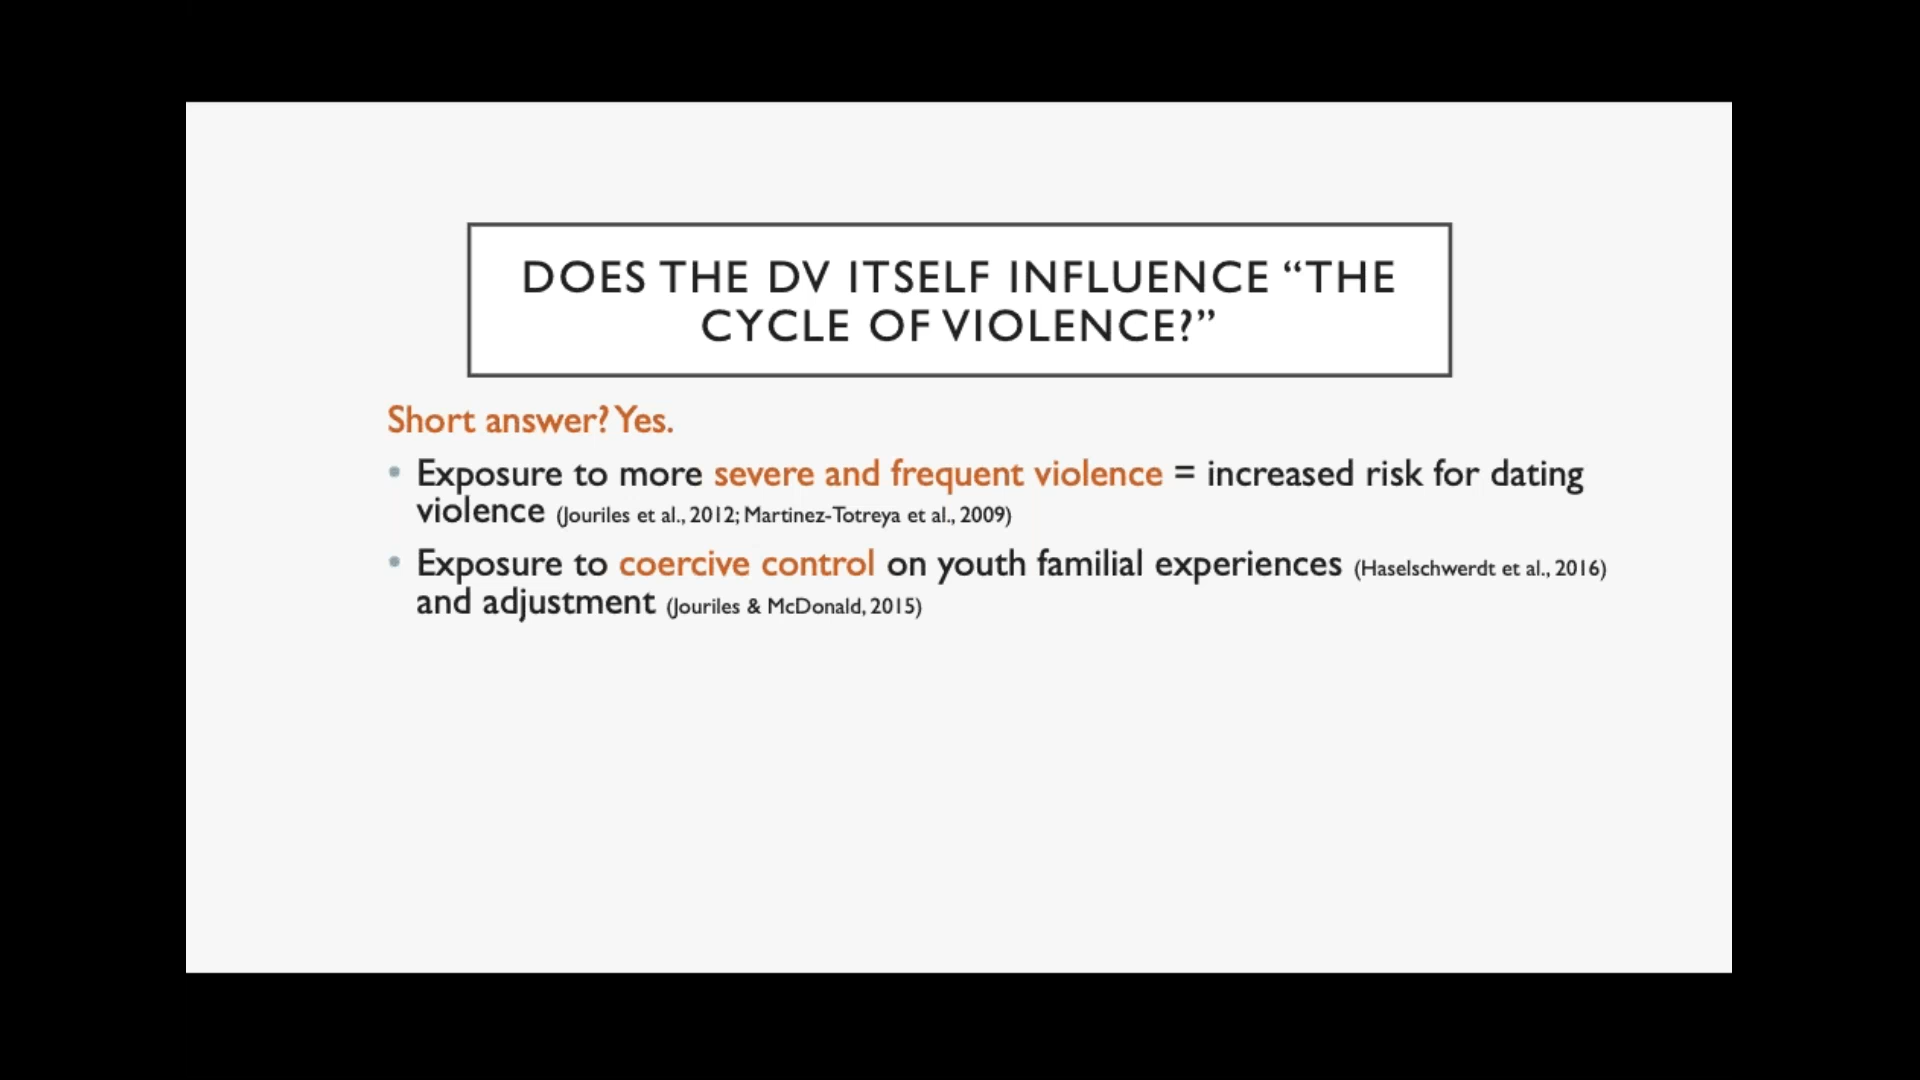 DOES THE DV ITSELF INFLUENCE “THE
CYCLE OF VIOLENCE?”
Short answer? Yes.
• Exposure to more severe and frequent violence = increased risk for dating
violence (Jouriles et al., 2012; Martinez-Totreya et al., 2009)
• Exposure to coercive control on youth familial experiences (Haselschwerdt et al., 2016)
and adjustment (Jouriles & McDonald, 2015)